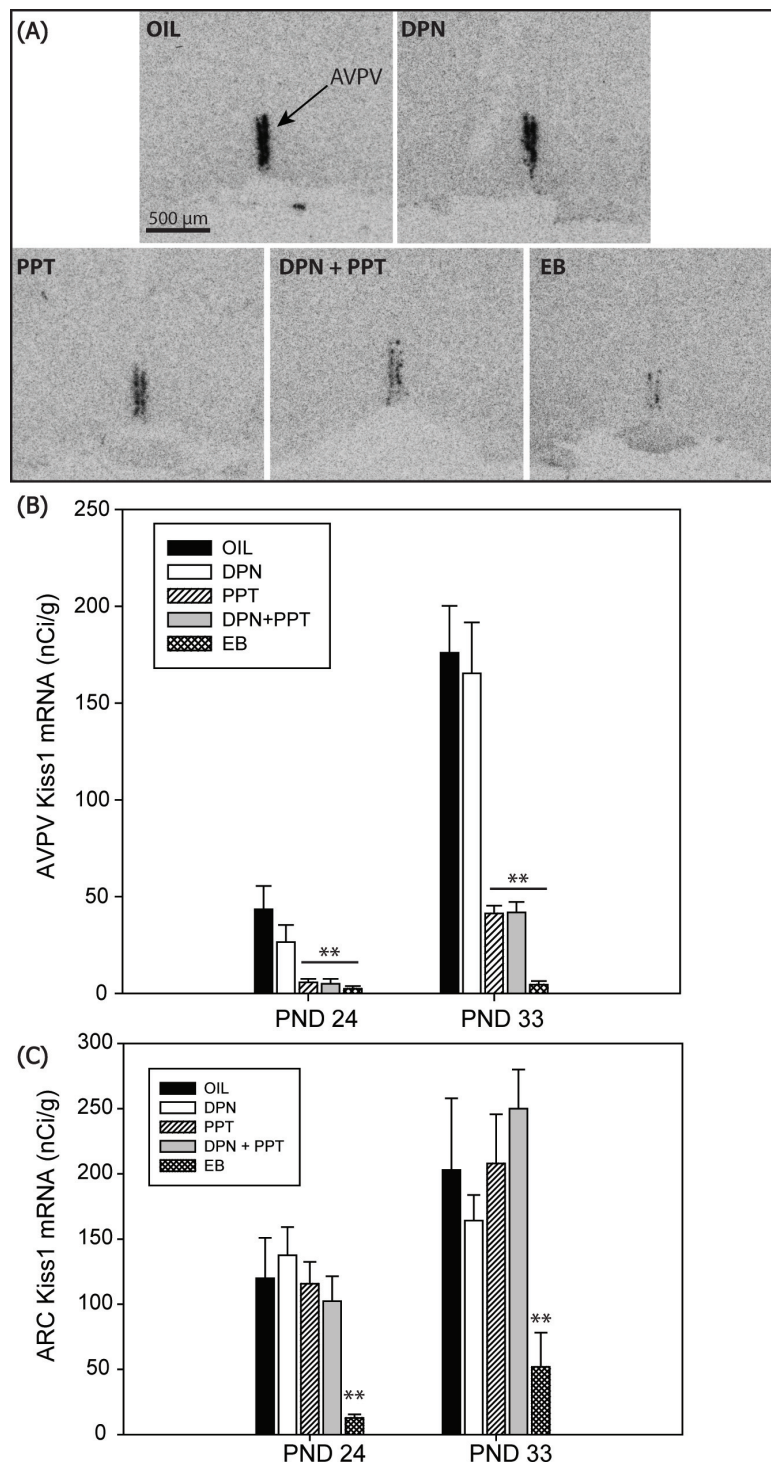 (A)
OIL
AVPV
500 µm
DPN
PPT
DPN + PPT
EB
(B)
AVPV Kiss1 mRNA (nCi/g)
250
200
150
100
50
0
OIL
DPN
PPT
DPN+PPT
EB
**
**
PND 24
PND 33
(C)
ARC Kiss1 mRNA (nCi/g)
300
250
200
150
100
50
0
OIL
DPN
PPT
DPN + PPT
EB
**
**
PND 24
PND 33